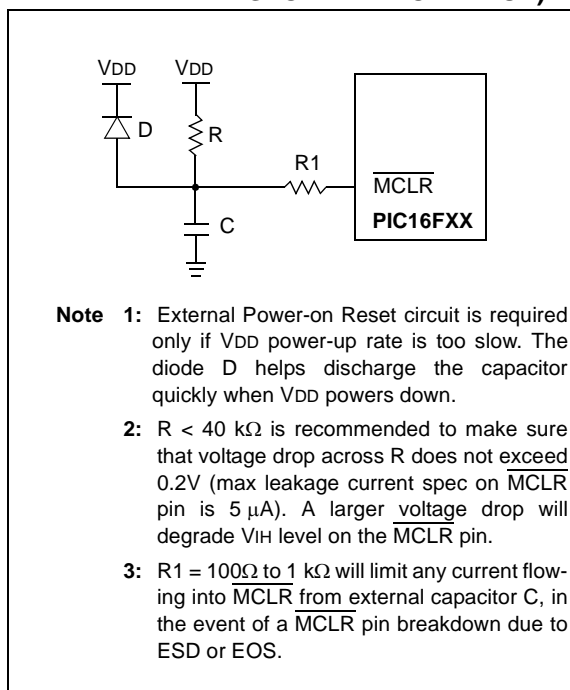 VDD VDD
D
R
R1
MCLR
PIC16FXX
C
Note 1: External Power-on Reset circuit is required
only if VDD power-up rate is too slow. The
diode D helps discharge the capacitor
quickly when VDD powers down.
2: R < 40 kΩ is recommended to make sure
that voltage drop across R does not exceed
0.2V (max leakage current spec on MCLR
pin is 5 μA). A larger voltage drop will
degrade VIH level on the MCLR pin.
3: R1 = 100Ω to 1 kΩ will limit any current flow-
ing into MCLR from external capacitor C, in
the event of a MCLR pin breakdown due to
ESD or EOS.